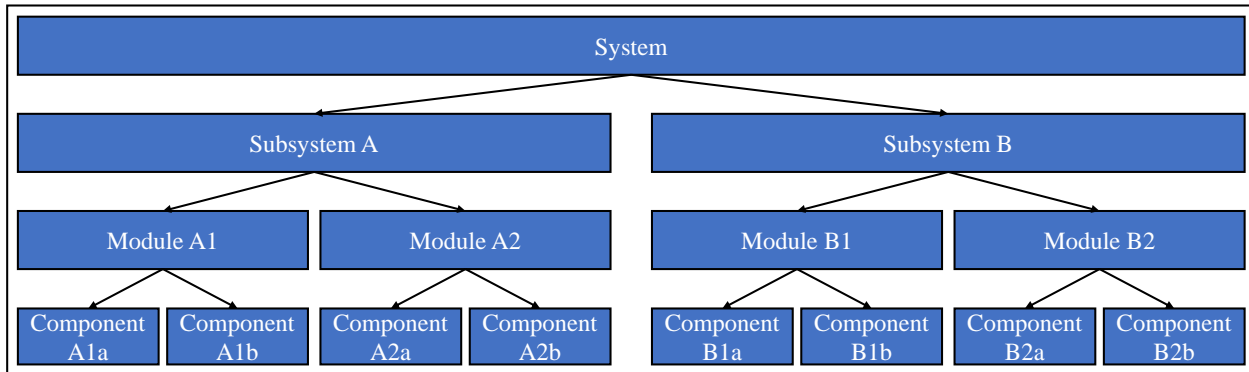 System
Subsystem A
Subsystem B
Module A1
Module A2
Module B1
Module B2
Component
A1a
Component
A1b
Component
A2a
Component
A2b
Component
B1a
Component
B1b
Component
B2a
Component
B2b